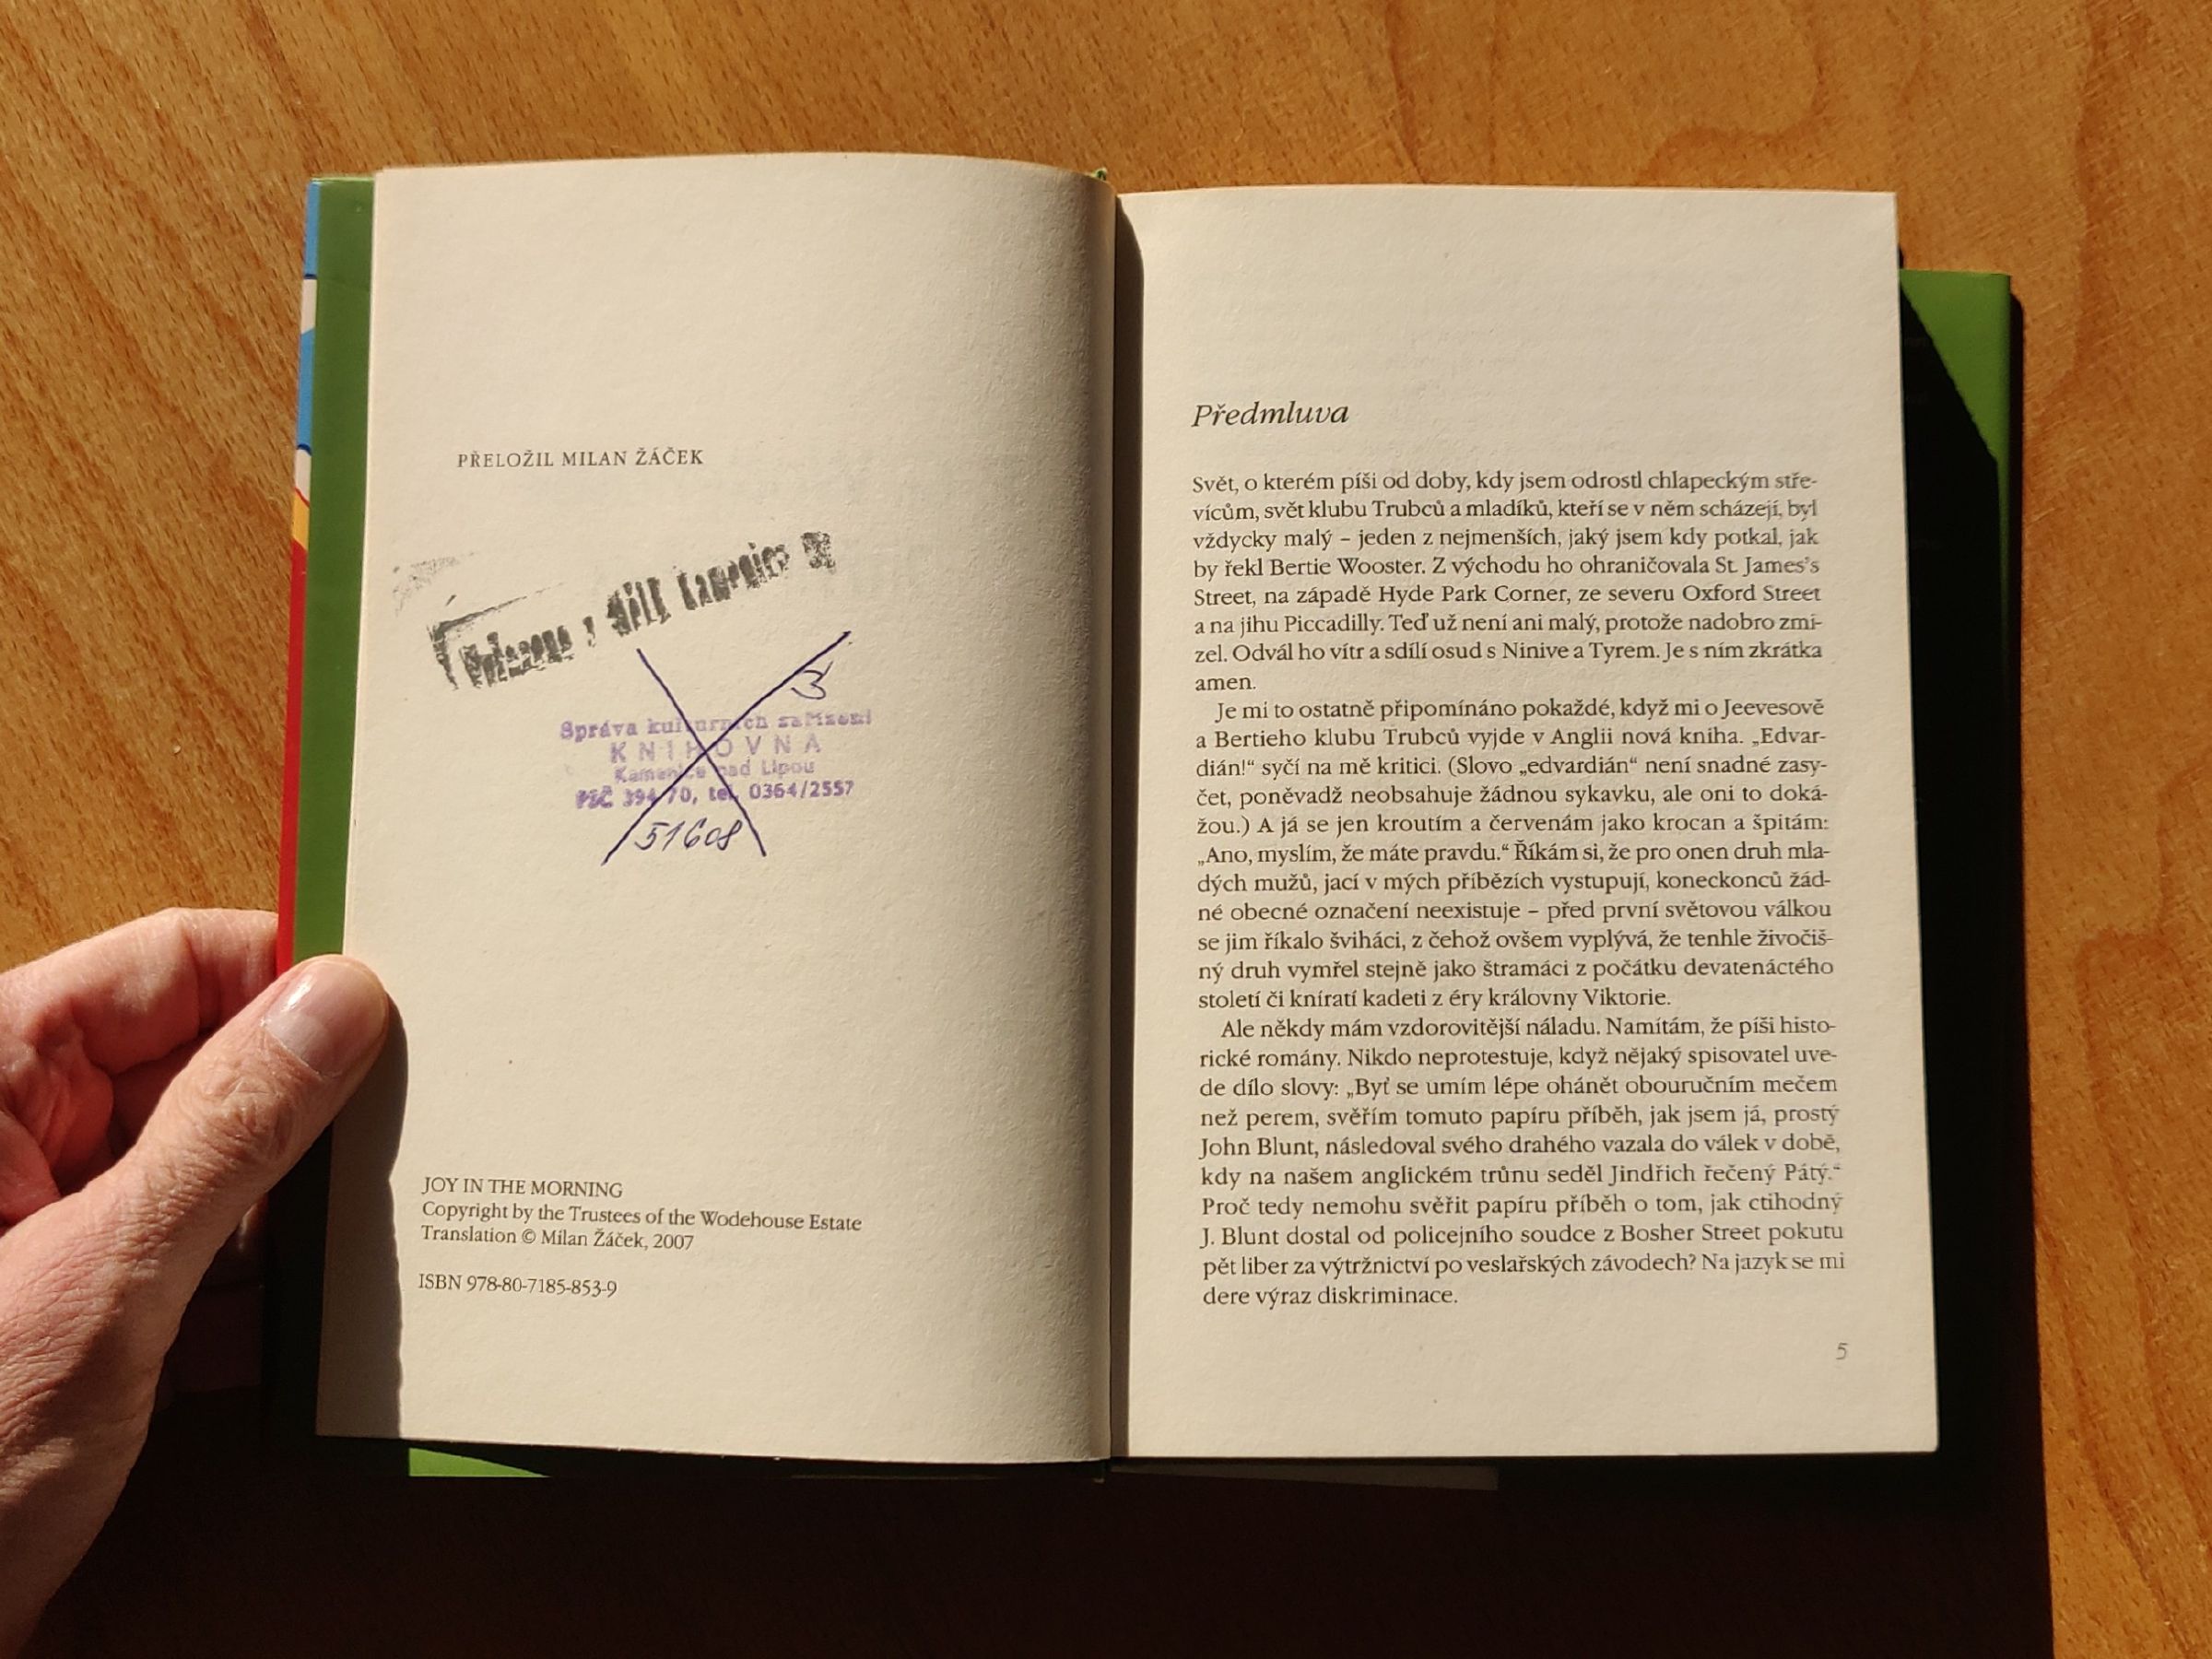 PŘELOŽIL MILAN ŽÁČEK
3
Správa kulturních zařízení
KNIHOVNA
Kamenice nad Lipou
PSČ 394 70, tel. 0364/2557
51608
JOY IN THE MORNING
Copyright by the Trustees of the Wodehouse Estate
Translation © Milan Žáček, 2007
ISBN 978-80-7185-853-9
Předmluva
Svět, o kterém píši od doby, kdy jsem odrostl chlapeckým stře-
vícům, svět klubu Trubců a mladíků, kteří se v něm scházejí, byl
vždycky malý – jeden z nejmenších, jaký jsem kdy potkal, jak
by řekl Bertie Wooster. Z východu ho ohraničovala St. James's
Street, na západě Hyde Park Corner, ze severu Oxford Street
a na jihu Piccadilly. Teď už není ani malý, protože nadobro zmi-
zel. Odvál ho vítr a sdílí osud s Ninive a Tyrem. Je s ním zkrátka
amen.
Je mi to ostatně připomínáno pokaždé, když mi o Jeevesově
a Bertieho klubu Trubců vyjde v Anglii nová kniha. „Edvar-
dián!“ syčí na mě kritici. (Slovo „edvardián“ není snadné zasy-
čet, poněvadž neobsahuje žádnou sykavku, ale oni to doká-
žou.) A já se jen kroutím a červenám jako krocan a špitám:
„Ano, myslím, že máte pravdu.“ Říkám si, že pro onen druh mla-
dých mužů, jací v mých příbězích vystupují, koneckonců žád-
né obecné označení neexistuje – před první světovou válkou
se jim říkalo šviháci, z čehož ovšem vyplývá, že tenhle živočiš-
ný druh vymřel stejně jako štramáci z počátku devatenáctého
století či kníratí kadeti z éry královny Viktorie.
Ale někdy mám vzdorovitější náladu. Namítám, že píši histo-
rické romány. Nikdo neprotestuje, když nějaký spisovatel uve-
de dílo slovy: „Byť se umím lépe ohánět obouručním mečem
než perem, svěřím tomuto papíru příběh, jak jsem já, prostý
John Blunt, následoval svého drahého vazala do válek v době,
kdy na našem anglickém trůnu seděl Jindřich řečený Pátý.“
Proč tedy nemohu svěřit papíru příběh o tom, jak ctihodný
J. Blunt dostal od policejního soudce z Bosher Street pokutu
pět liber za výtržnictví po veslařských závodech? Na jazyk se mi
dere výraz diskriminace.
5